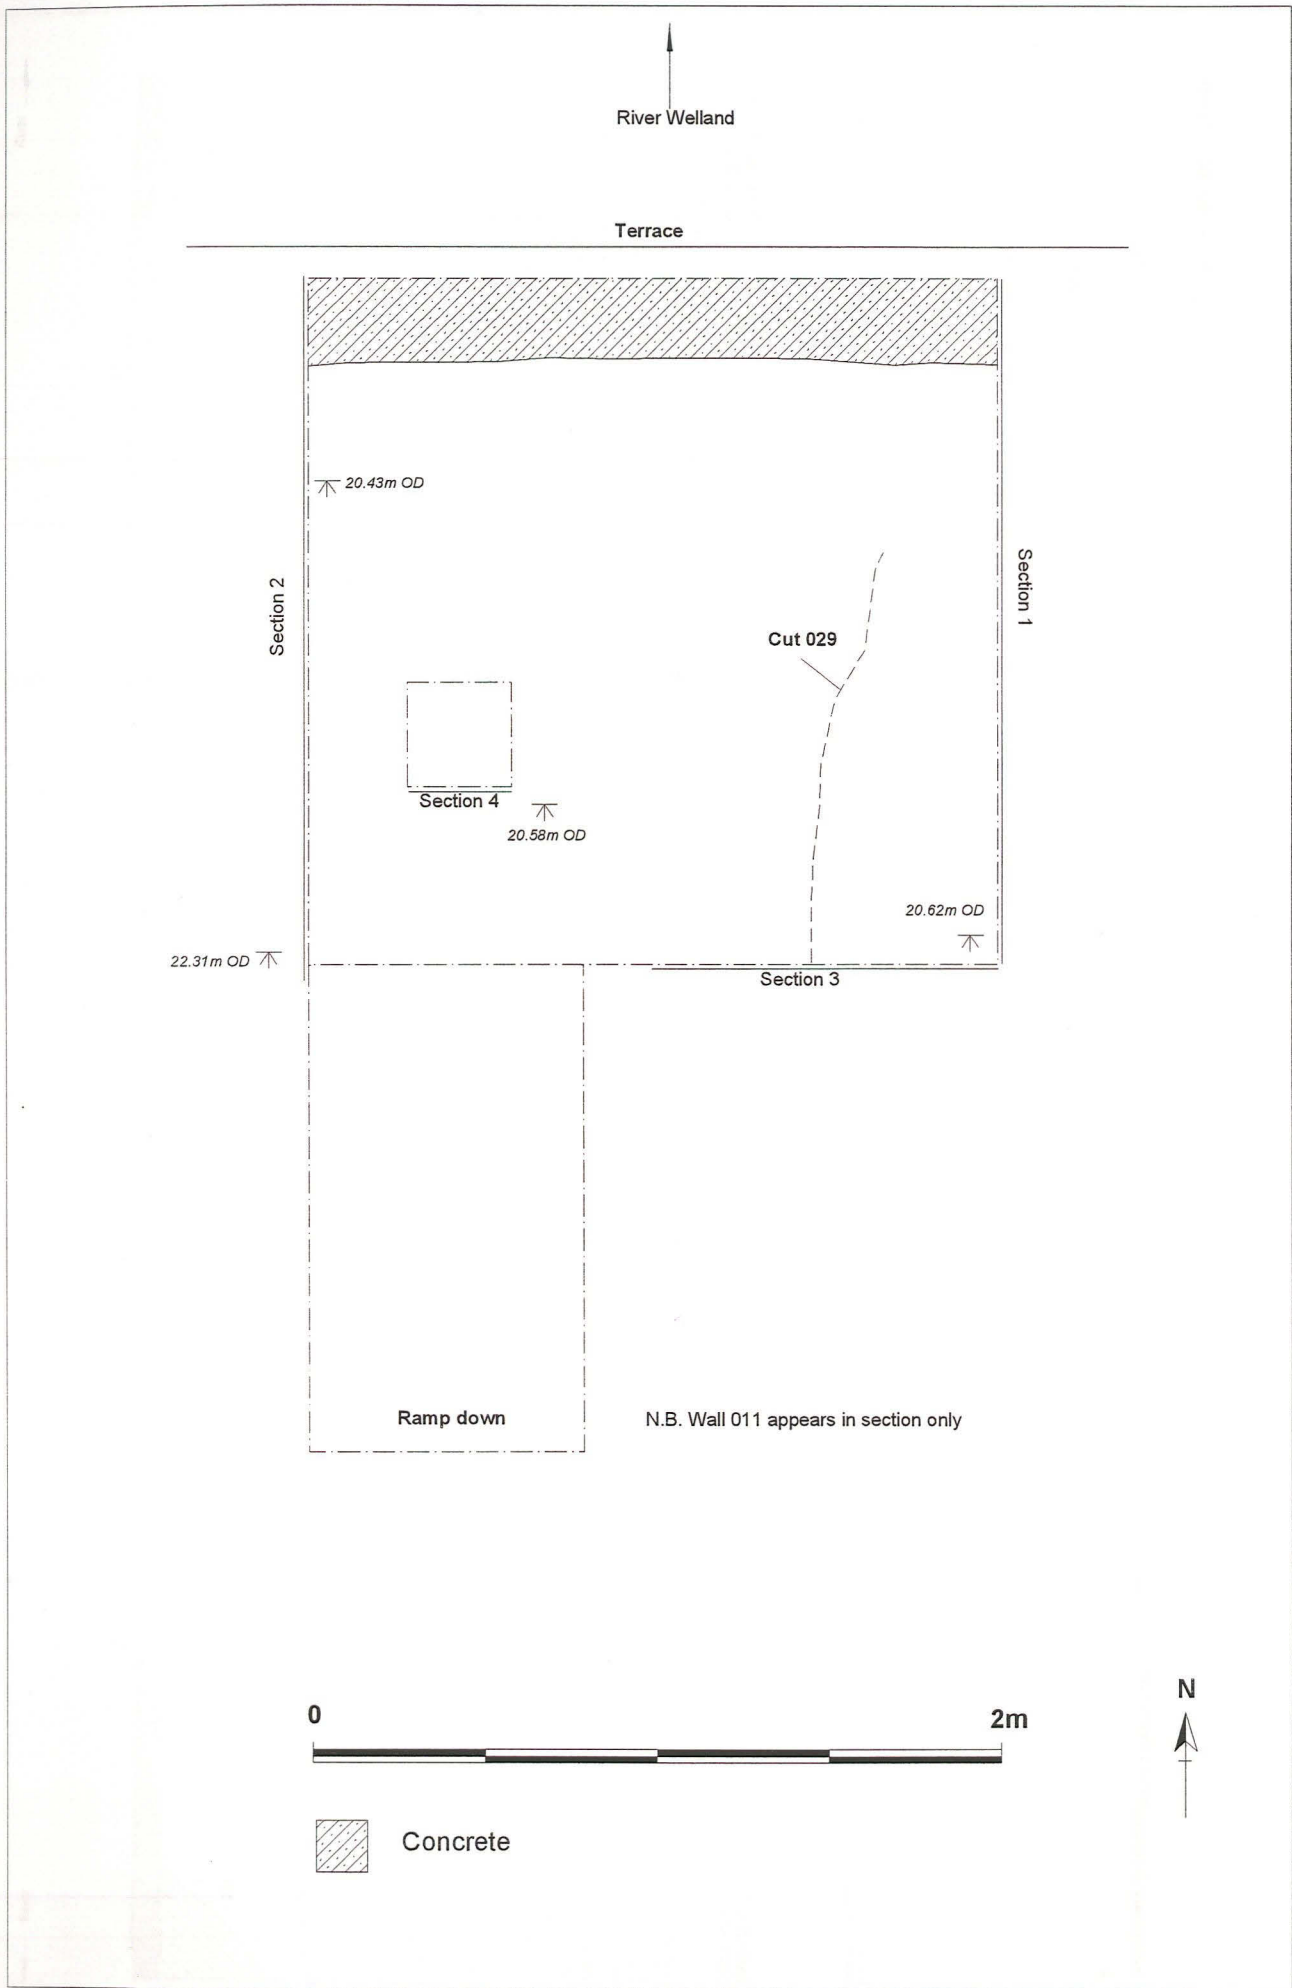 River Welland
Terrace
20.43m OD
Section 2
Section 1
Cut 029
Section 4
20.58m OD
20.62m OD
22.31m OD
Section 3
Ramp down
N.B. Wall 011 appears in section only
N
0
2m
Concrete